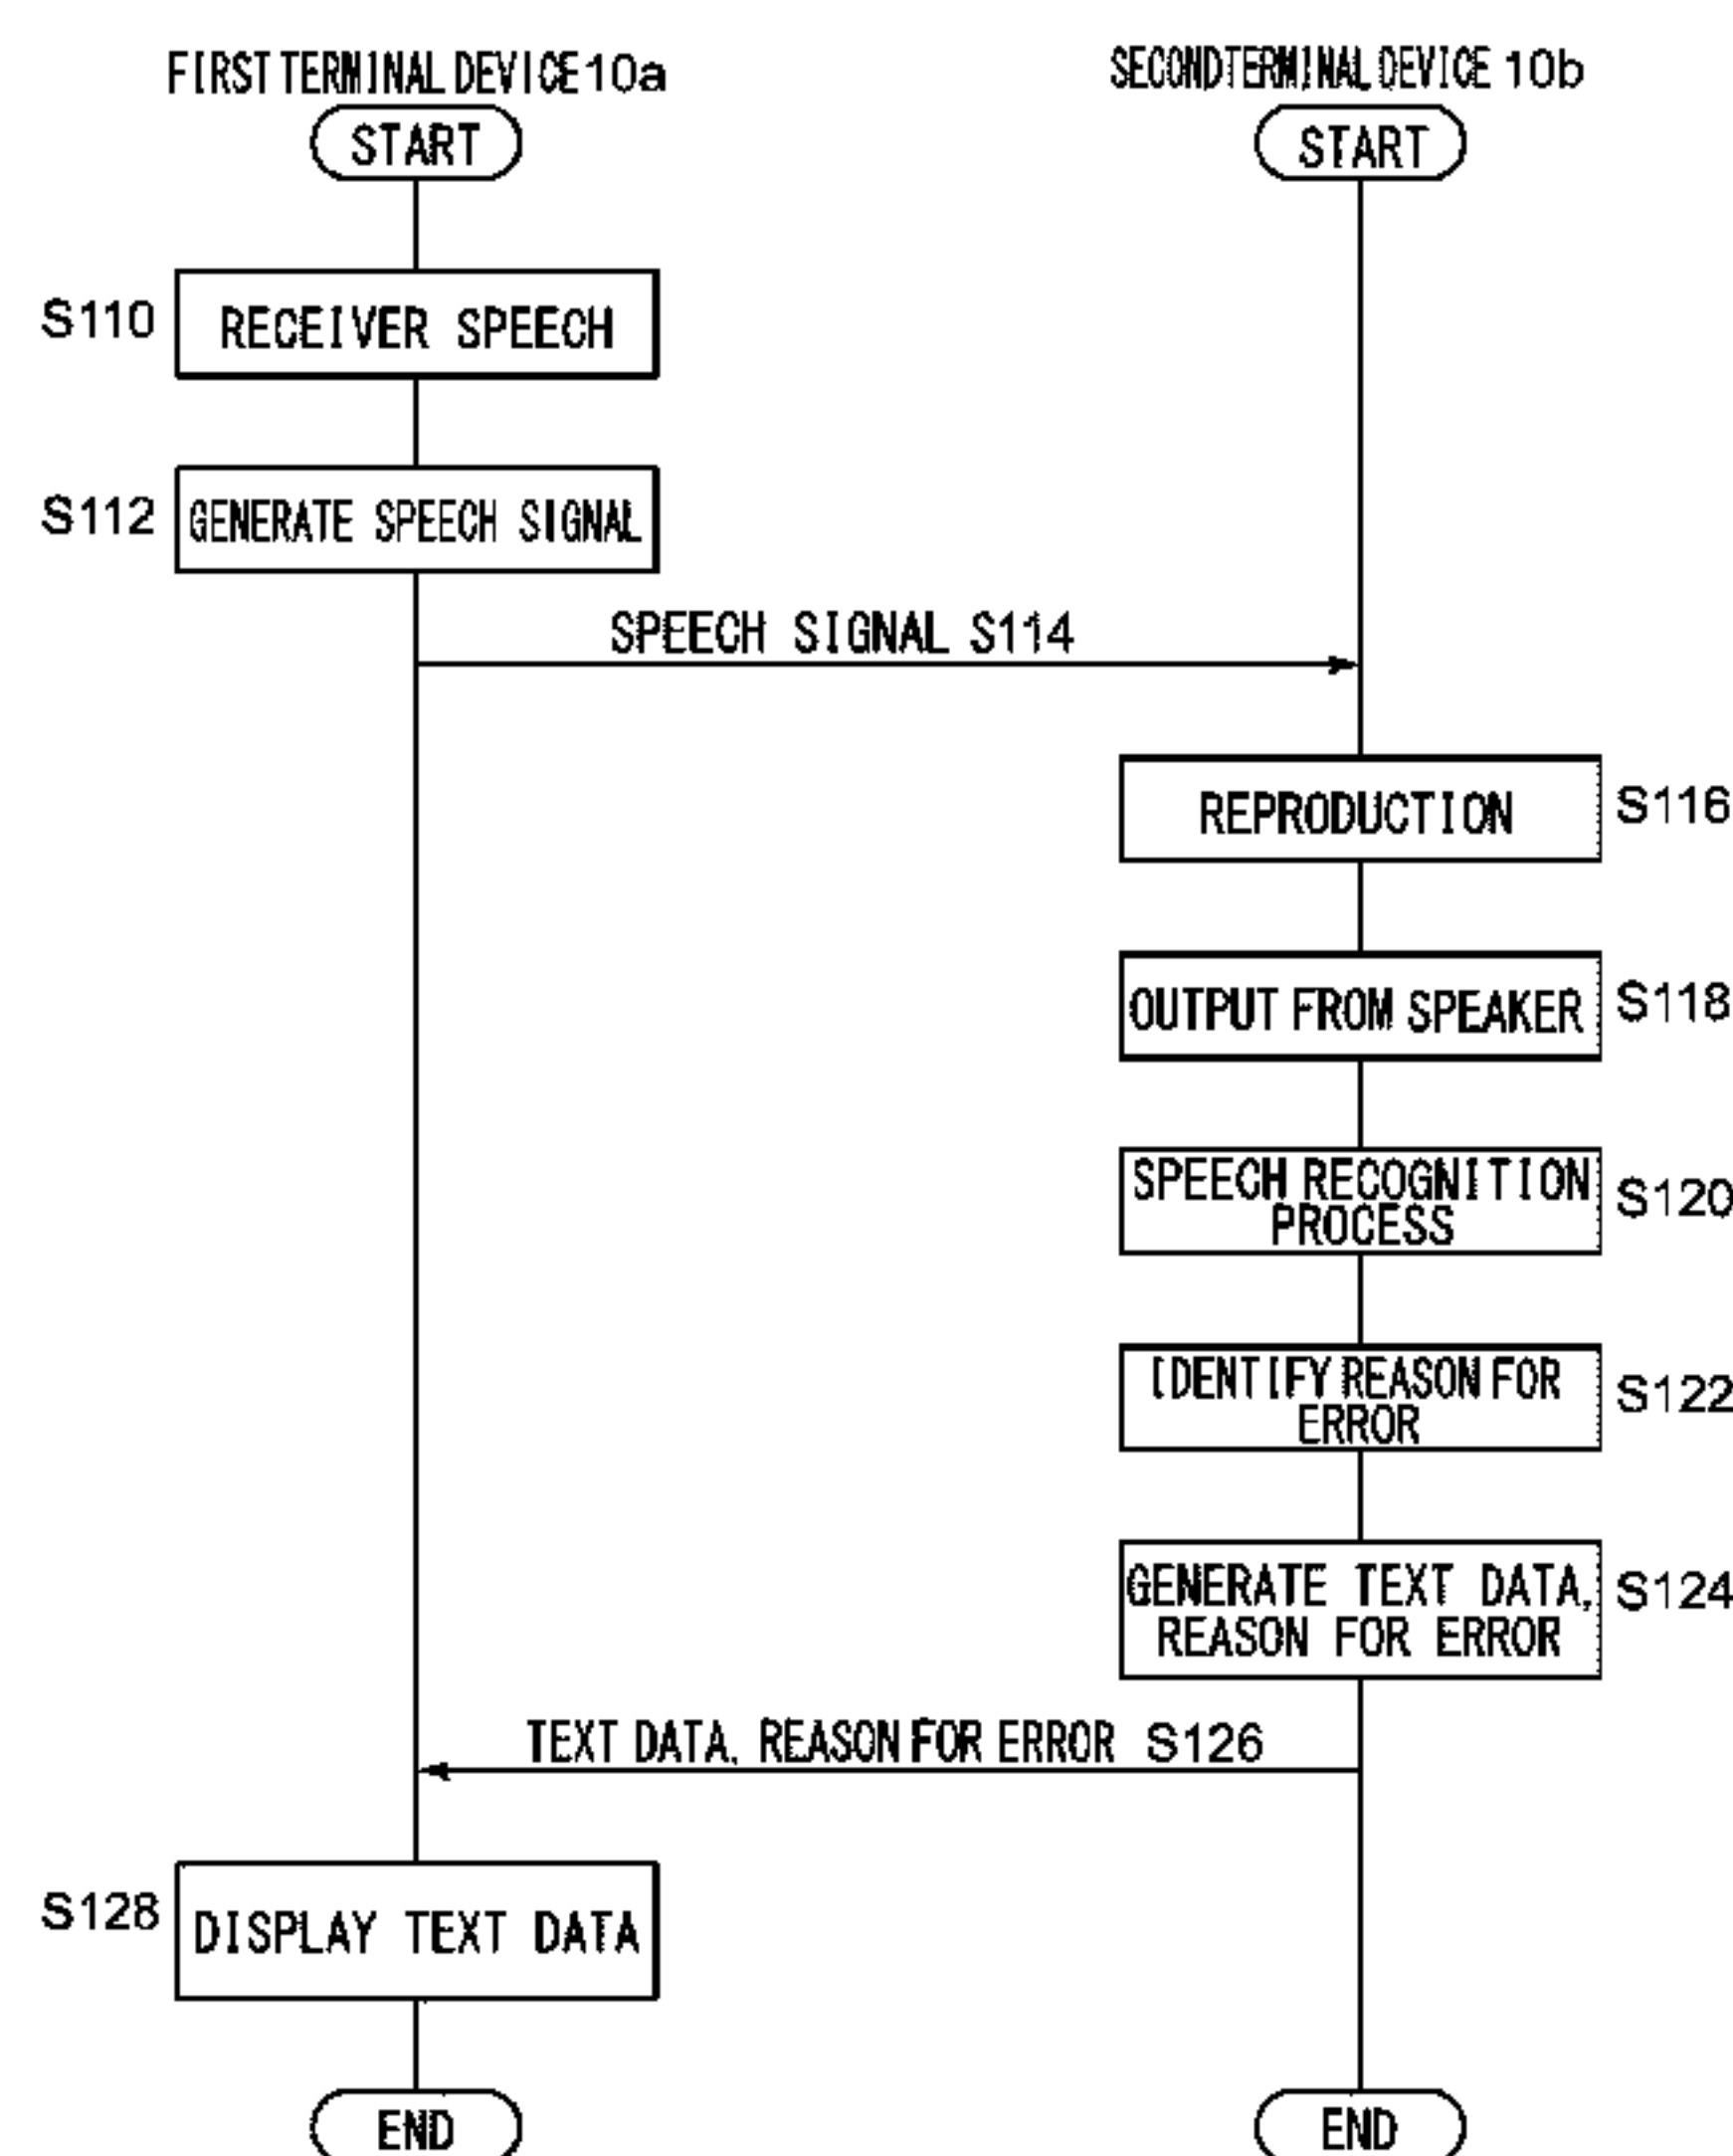 FIRST TERMINAL DEVICE 10a
SECOND TERMINAL DEVICE 10b
START
START
S110
RECEIVER SPEECH
S112
GENERATE SPEECH SIGNAL
SPEECH SIGNAL S114
REPRODUCTION
S116
OUTPUT FROM SPEAKER
S118
SPEECH RECOGNITION
PROCESS
S120
IDENTIFY REASON FOR
ERROR
S122
GENERATE TEXT DATA,
REASON FOR ERROR
S124
TEXT DATA, REASON FOR ERROR S126
S128
DISPLAY TEXT DATA
END
END